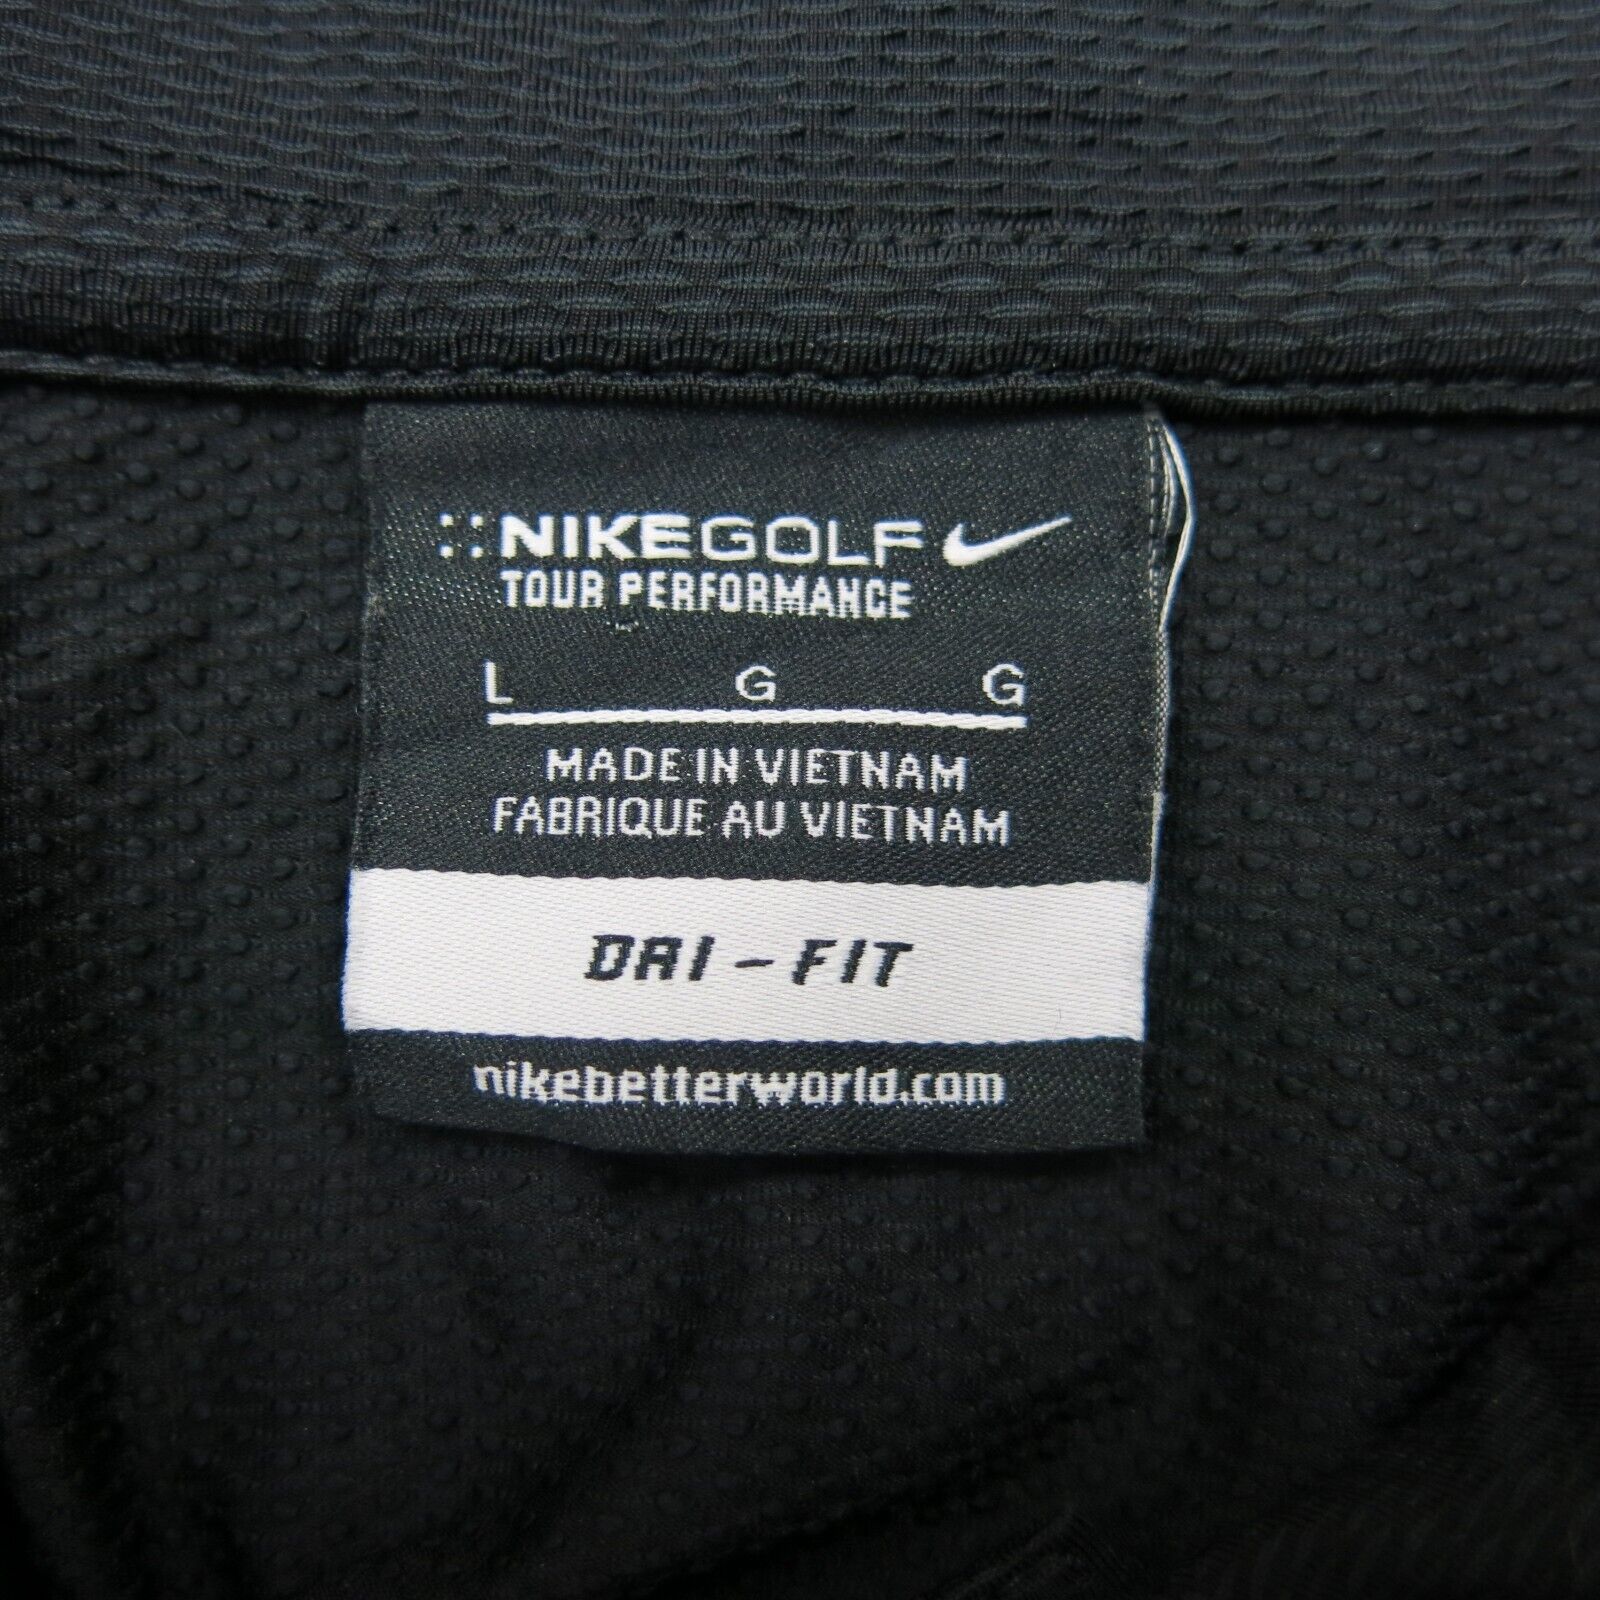 NIKEGOLF
TOUR PERFORMANCE
L G G
MADE IN VIETNAM
FABRIQUE AU VIETNAM
DRI-FIT
nikebetterworld.com